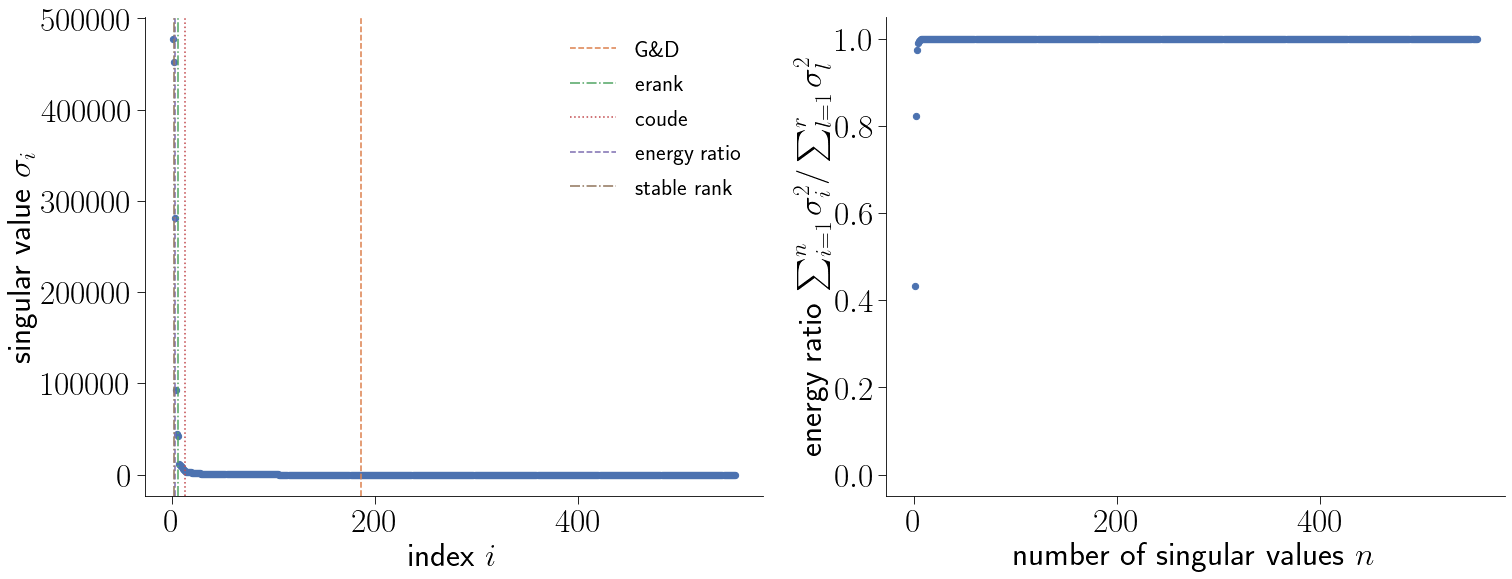 500000
400000
300000
200000
100000
0
singular value σ_i
0 200 400
index i
G&D
erank
coude
energy ratio
stable rank
1.0
0.8
0.6
0.4
0.2
0.0
energy ratio ∑_{i=1}^{n} σ_i^2 / ∑_{l=1}^{r} σ_l^2
0 200 400
number of singular values n